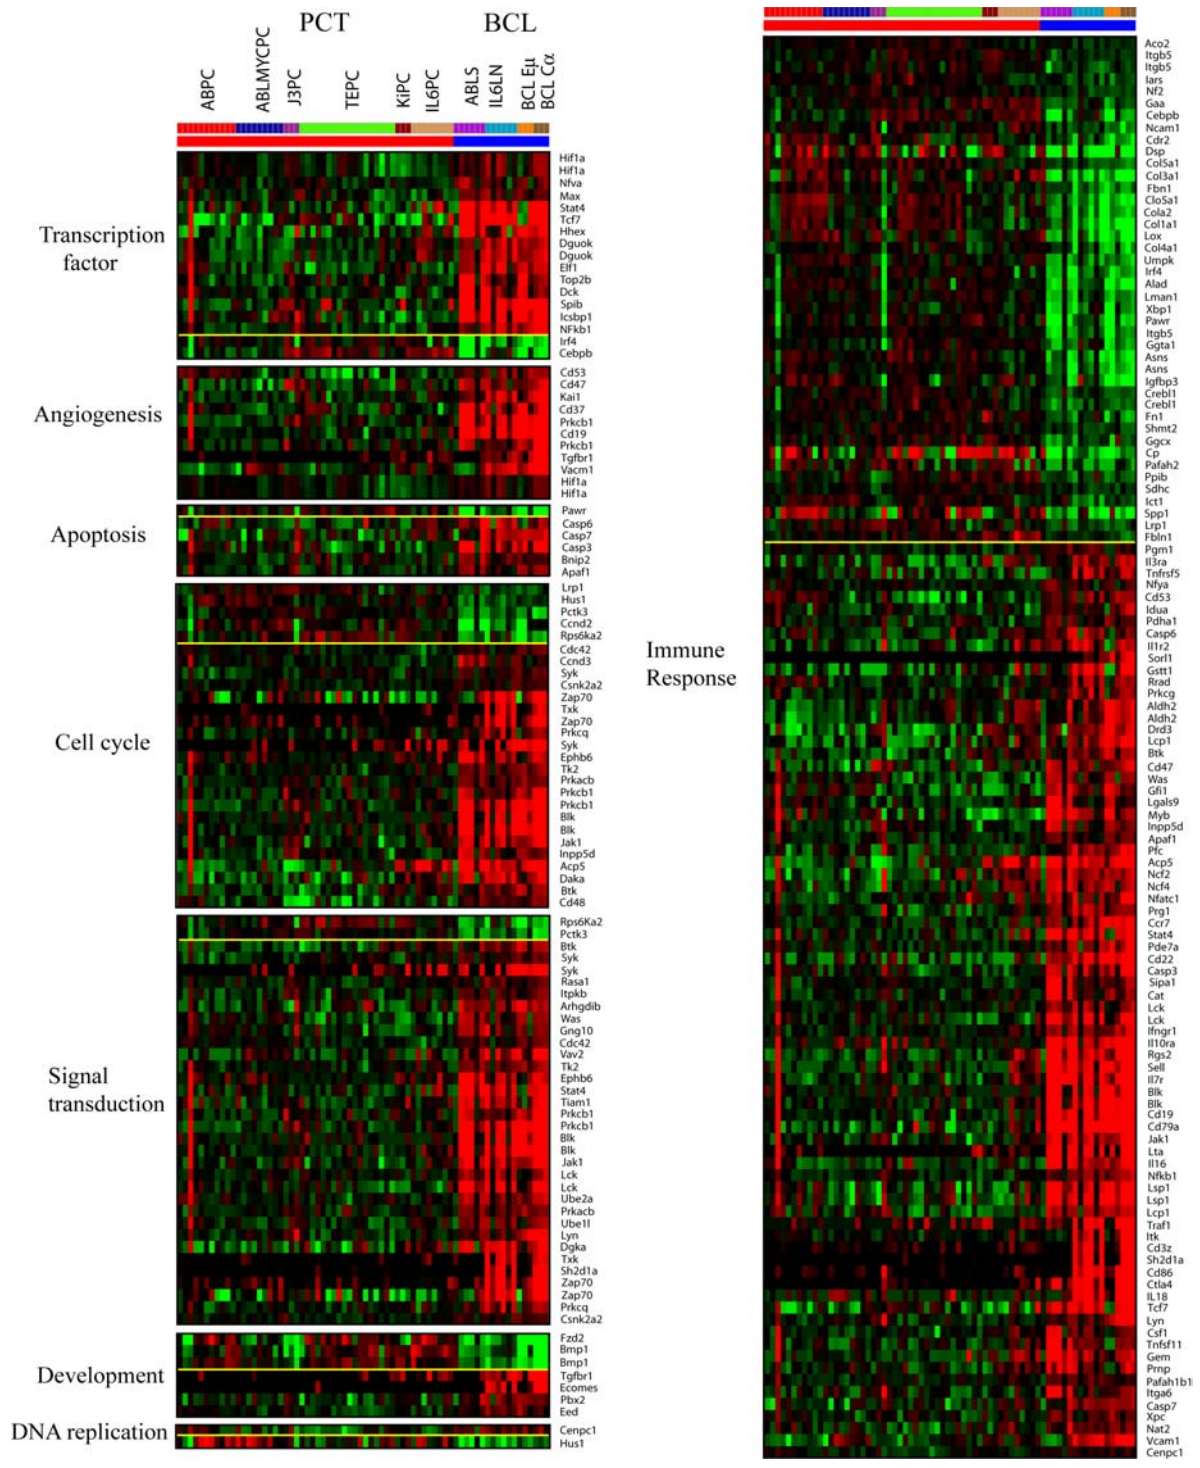 PCT
BCL
ABPC
ABLMYCPC
J3PC
TEPC
KiPC
IL6PC
ABLS
IL6LN
BCL Eμ
BCL Cα
Transcription
factor
Hif1a
Hif1a
Nfva
Max
Stat4
Tcf7
Hhex
Dguok
Dguok
Elf1
Top2b
Dck
Spib
Icsbp1
NFkb1
Irf4
Cebpb
Angiogenesis
Cd53
Cd47
Kai1
Cd37
Prkcb1
Cd19
Prkcb1
Tgfbr1
Vacm1
Hif1a
Hif1a
Apoptosis
Pawr
Casp6
Casp7
Casp3
Bnip2
Apaf1
Cell cycle
Lrp1
Hus1
Pctk3
Ccnd2
Rps6ka2
Cdc42
Ccnd3
Syk
Csnk2a2
Zap70
Txk
Zap70
Prkcq
Syk
Ephb6
Tk2
Prkacb
Prkcb1
Prkcb1
Blk
Blk
Jak1
Inpp5d
Acp5
Daka
Btk
Cd48
Signal
transduction
Rps6Ka2
Pctk3
Btk
Syk
Syk
Rasa1
Itpkb
Arhgdib
Was
Gng10
Cdc42
Vav2
Tk2
Ephb6
Stat4
Tiam1
Prkcb1
Prkcb1
Blk
Blk
Jak1
Lck
Lck
Ube2a
Prkacb
Ube1l
Lyn
Dgka
Txk
Sh2d1a
Zap70
Zap70
Prkcq
Csnk2a2
Development
Fzd2
Bmp1
Bmp1
Tgfbr1
Ecomes
Pbx2
Eed
DNA replication
Cenpc1
Hus1
Immune
Response
Aco2
Itgb5
Itgb5
Iars
Nf2
Gaa
Cebpb
Ncam1
Cdr2
Dsp
Col5a1
Col3a1
Fbn1
Clo5a1
Cola2
Col1a1
Lox
Col4a1
Umpk
Irf4
Alad
Lman1
Xbp1
Pawr
Itgb5
Ggta1
Asns
Asns
Igfbp3
Crebl1
Crebl1
Fn1
Shmt2
Ggcx
Cp
Pafah2
Ppib
Sdhc
Ict1
Spp1
Lrp1
Fbln1
Pgm1
Il3ra
Tnfrsf5
Nfya
Cd53
Idua
Pdha1
Casp6
Il1r2
Sorl1
Gstt1
Rrad
Prkcg
Aldh2
Aldh2
Drd3
Lcp1
Btk
Cd47
Was
Gfi1
Lgals9
Myb
Inpp5d
Apaf1
Pfc
Acp5
Ncf2
Ncf4
Nfatc1
Prg1
Ccr7
Stat4
Pde7a
Cd22
Casp3
Sipa1
Cat
Lck
Lck
Ifngr1
Il10ra
Rgs2
Sell
Il7r
Blk
Blk
Cd19
Cd79a
Jak1
Lta
Il16
Nfkb1
Lsp1
Lsp1
Lcp1
Traf1
Itk
Cd3z
Sh2d1a
Cd86
Ctla4
IL18
Tcf7
Lyn
Csf1
Tnfsf11
Gem
Prnp
Pafah1b1
Itga6
Casp7
Xpc
Nat2
Vcam1
Cenpc1